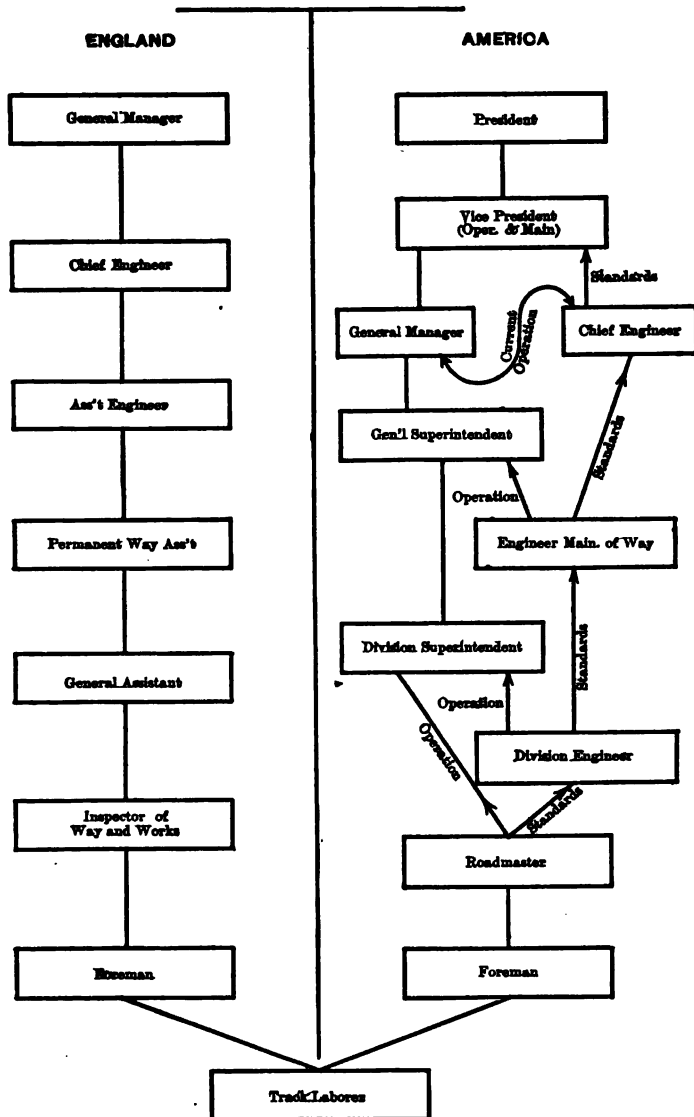 ENGLAND
General Manager
Chief Engineer
Ass't Engineer
Permanent Way Ass't
General Assistant
Inspector of
Way and Works
Foreman
AMERICA
President
Vice President
(Oper. & Main)
Standards
General Manager
Current
Operation
Chief Engineer
Gen'l Superintendent
Standards
Operation
Engineer Main. of Way
Division Superintendent
Standards
Operation
Operation
Division Engineer
Standards
Roadmaster
Foreman
Track Laborer